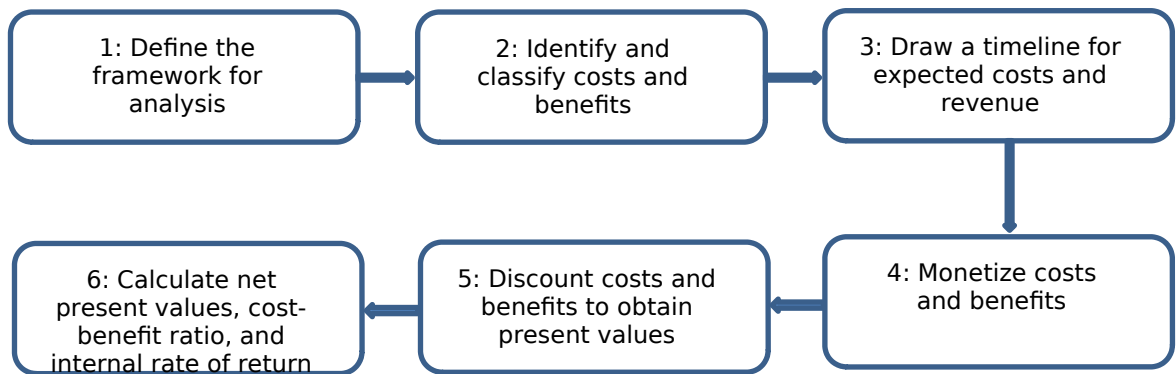 1: Define the
framework for
analysis
2: Identify and
classify costs and
benefits
3: Draw a timeline for
expected costs and
revenue
4: Monetize costs
and benefits
5: Discount costs and
benefits to obtain
present values
6: Calculate net
present values, cost-
benefit ratio, and
internal rate of return